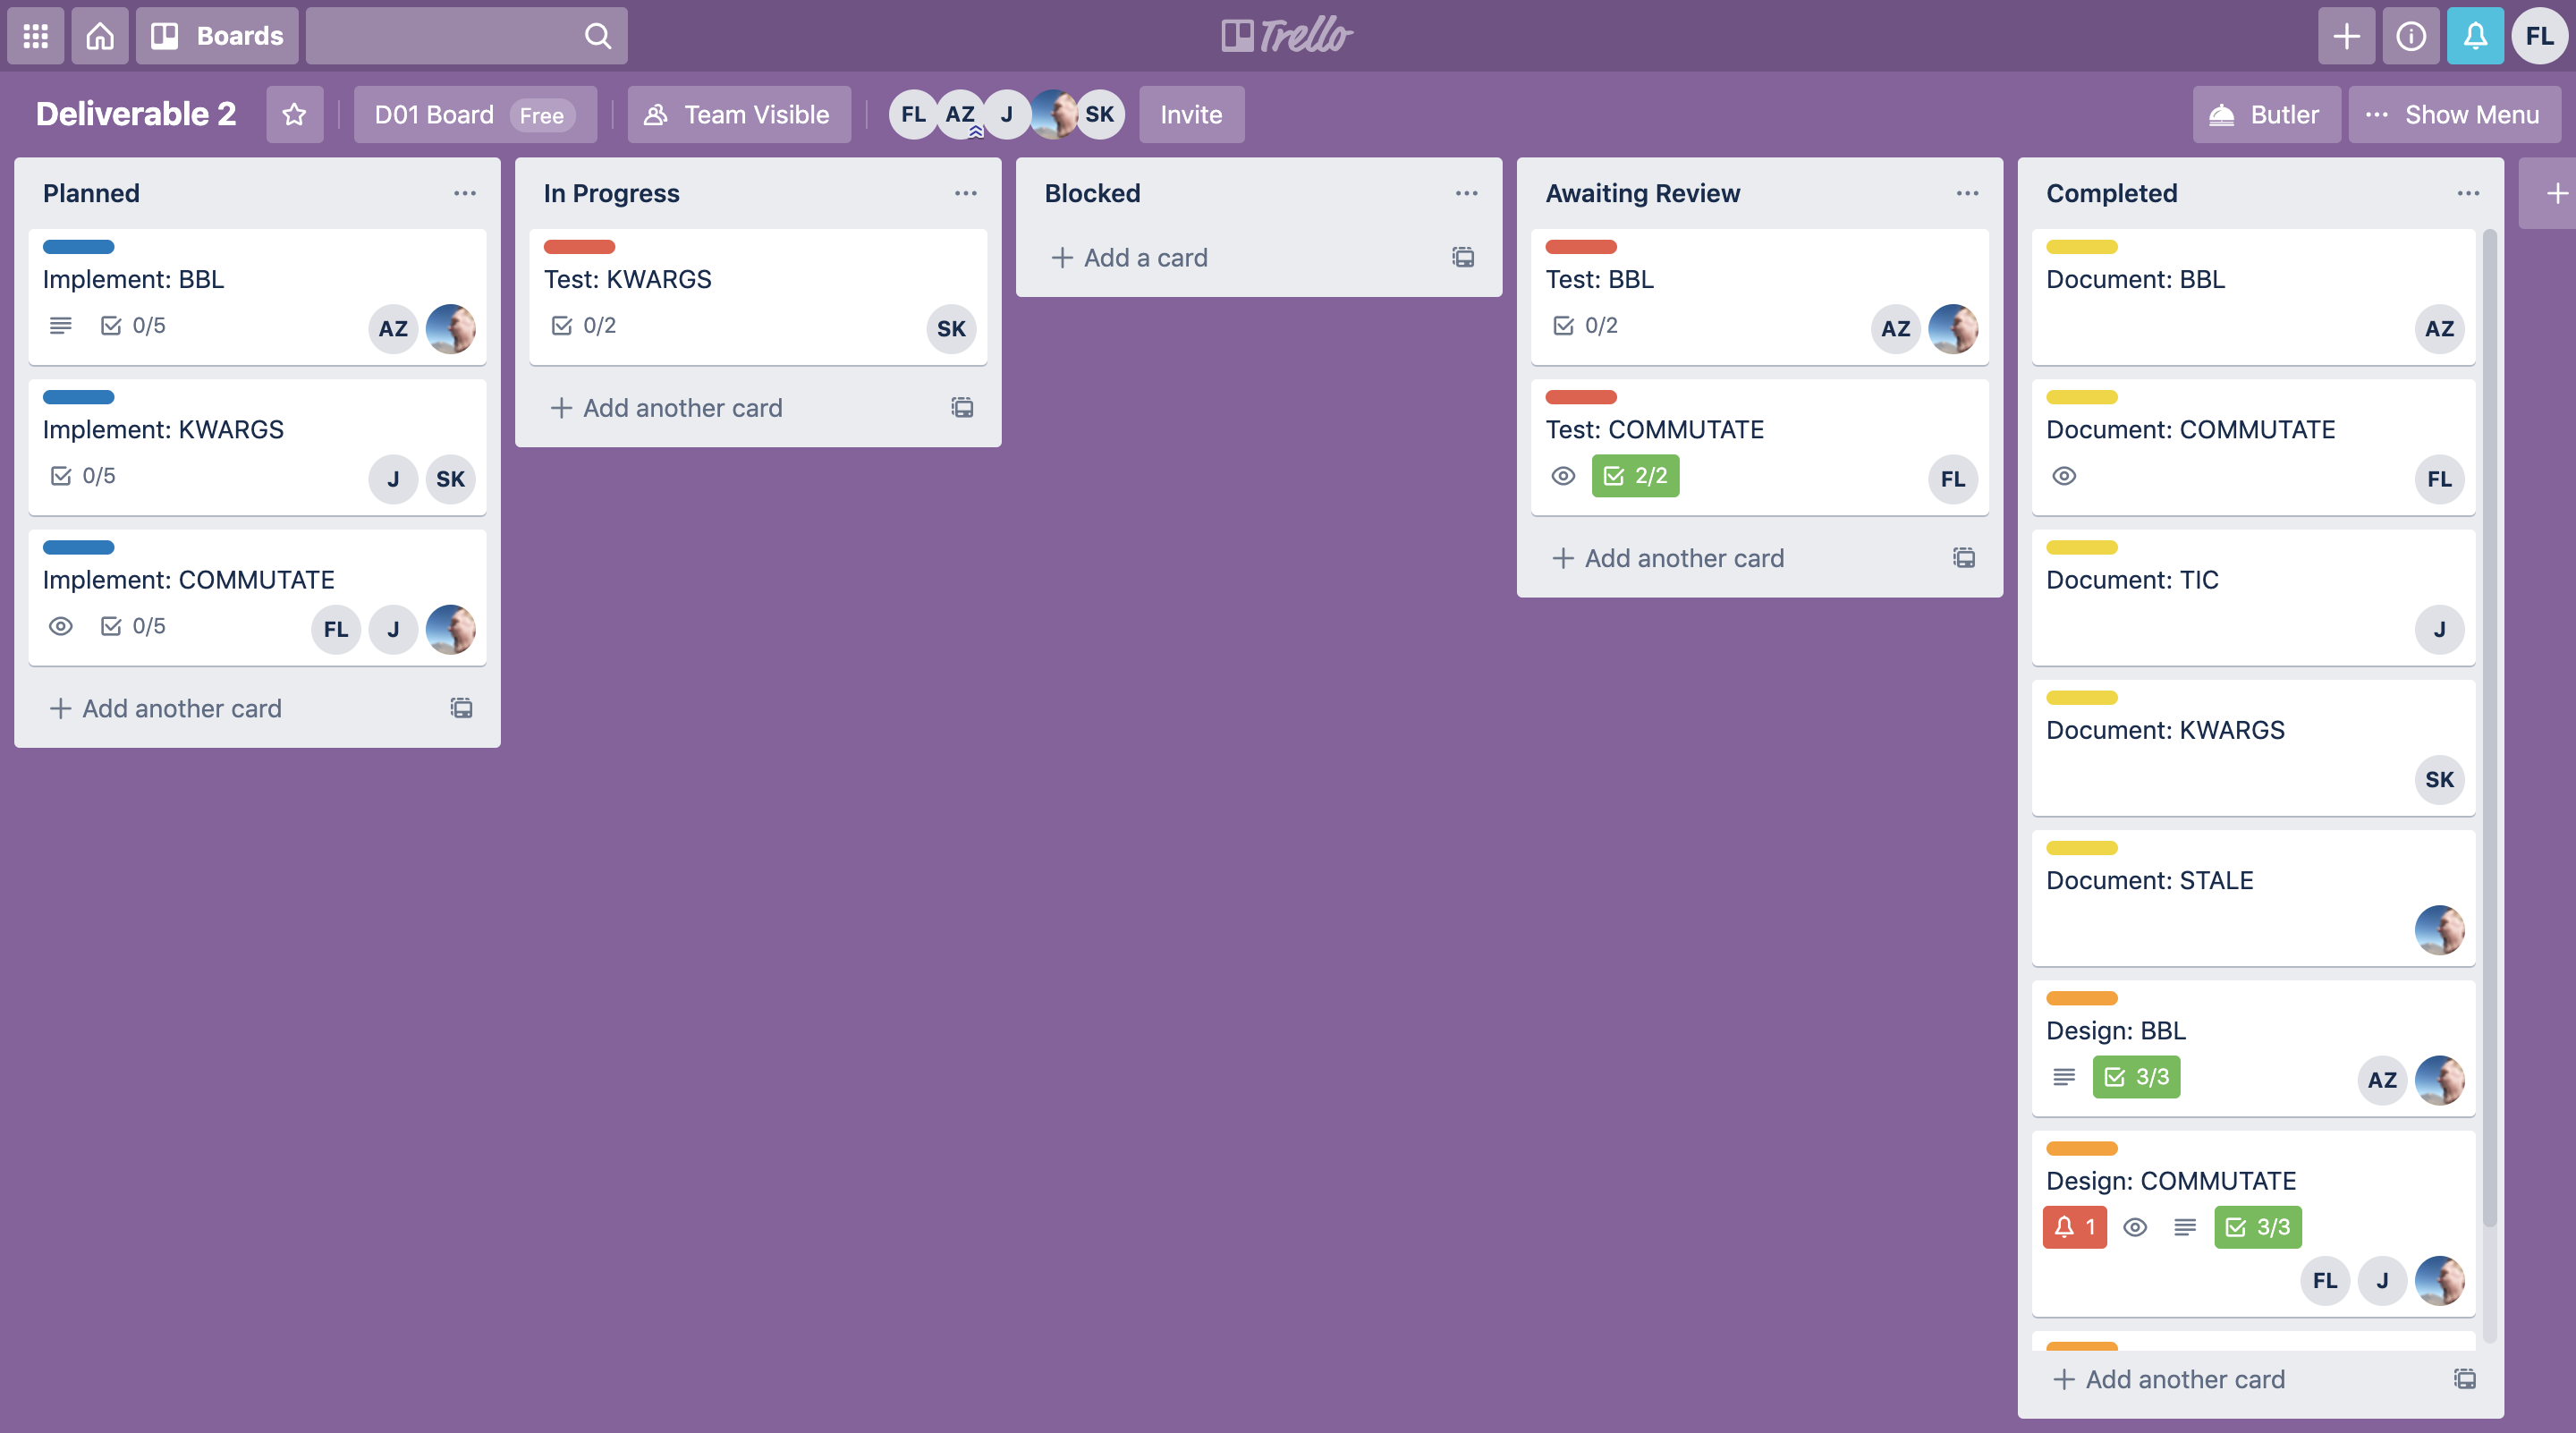 Boards
Trello
FL
Deliverable 2
D01 Board Free
Team Visible
FL AZ J SK
Invite
Butler
Show Menu
Planned
Implement: BBL
0/5
AZ
Implement: KWARGS
0/5
J SK
Implement: COMMUTATE
0/5
FL J
Add another card
In Progress
Test: KWARGS
0/2
SK
Add another card
Blocked
Add a card
Awaiting Review
Test: BBL
0/2
AZ
Test: COMMUTATE
2/2
FL
Add another card
Completed
Document: BBL
AZ
Document: COMMUTATE
FL
Document: TIC
J
Document: KWARGS
SK
Document: STALE
Design: BBL
3/3
AZ
Design: COMMUTATE
1 3/3
FL J
Add another card